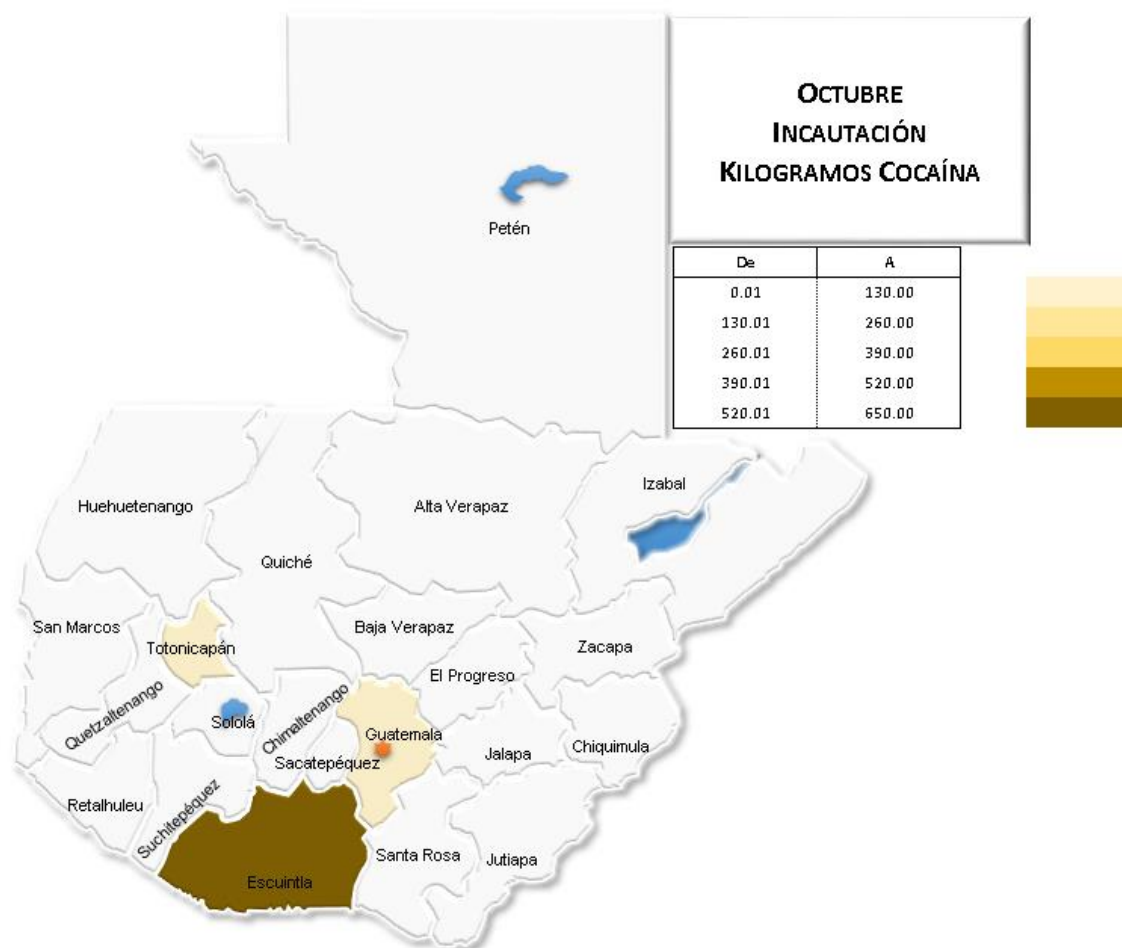 OCTUBRE
INCAUTACIÓN
KILOGRAMOS COCAÍNA
De A
0.01 130.00
130.01 260.00
260.01 390.00
390.01 520.00
520.01 650.00
Petén
Izabal
Huehuetenango
Alta Verapaz
Quiché
San Marcos
Baja Verapaz
Totonicapán
Zacapa
El Progreso
Quetzaltenango
Sololá
Chimaltenango
Guatemala
Chiquimula
Jalapa
Sacatepéquez
Retalhuleu
Suchitepéquez
Santa Rosa
Jutiapa
Escuintla